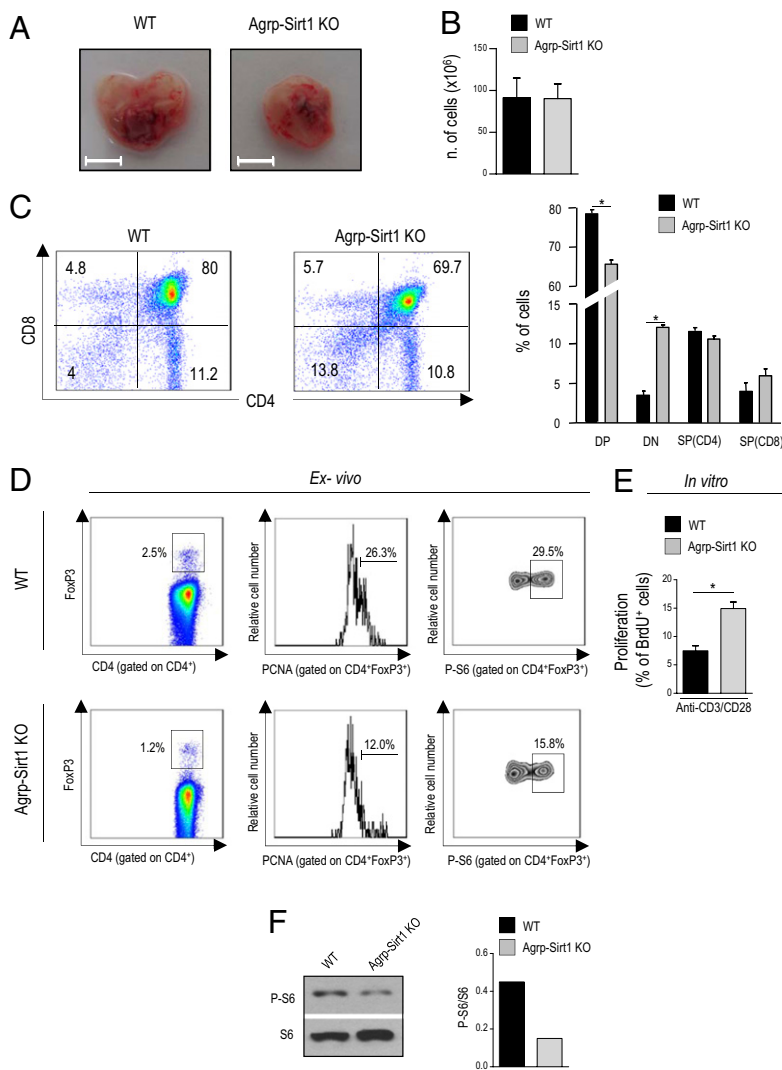 A
WT
Agrp-Sirt1 KO
B
WT
Agrp-Sirt1 KO
n. of cells (x10⁶)
150
100
50
0
C
WT
Agrp-Sirt1 KO
4.8
80
4
11.2
5.7
69.7
13.8
10.8
CD8
CD4
WT
Agrp-Sirt1 KO
% of cells
80
70
60
15
10
5
0
*
*
DP
DN
SP(CD4)
SP(CD8)
D
Ex- vivo
WT
2.5%
FoxP3
CD4 (gated on CD4⁺)
26.3%
Relative cell number
PCNA (gated on CD4⁺FoxP3⁺)
29.5%
Relative cell number
P-S6 (gated on CD4⁺FoxP3⁺)
Agrp-Sirt1 KO
1.2%
FoxP3
CD4 (gated on CD4⁺)
12.0%
Relative cell number
PCNA (gated on CD4⁺FoxP3⁺)
15.8%
Relative cell number
P-S6 (gated on CD4⁺FoxP3⁺)
E
In vitro
WT
Agrp-Sirt1 KO
Proliferation
(% of BrdU⁺ cells)
20
15
10
5
0
*
Anti-CD3/CD28
F
WT
Agrp-Sirt1 KO
P-S6
S6
WT
Agrp-Sirt1 KO
P-S6/S6
0.6
0.4
0.2
0.0